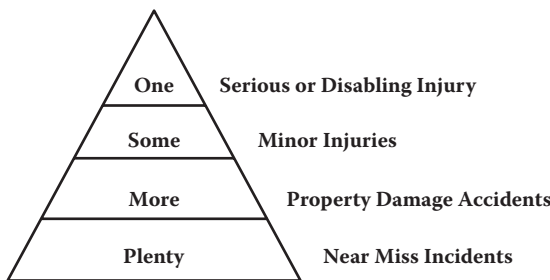 One Serious or Disabling Injury
Some Minor Injuries
More Property Damage Accidents
Plenty Near Miss Incidents